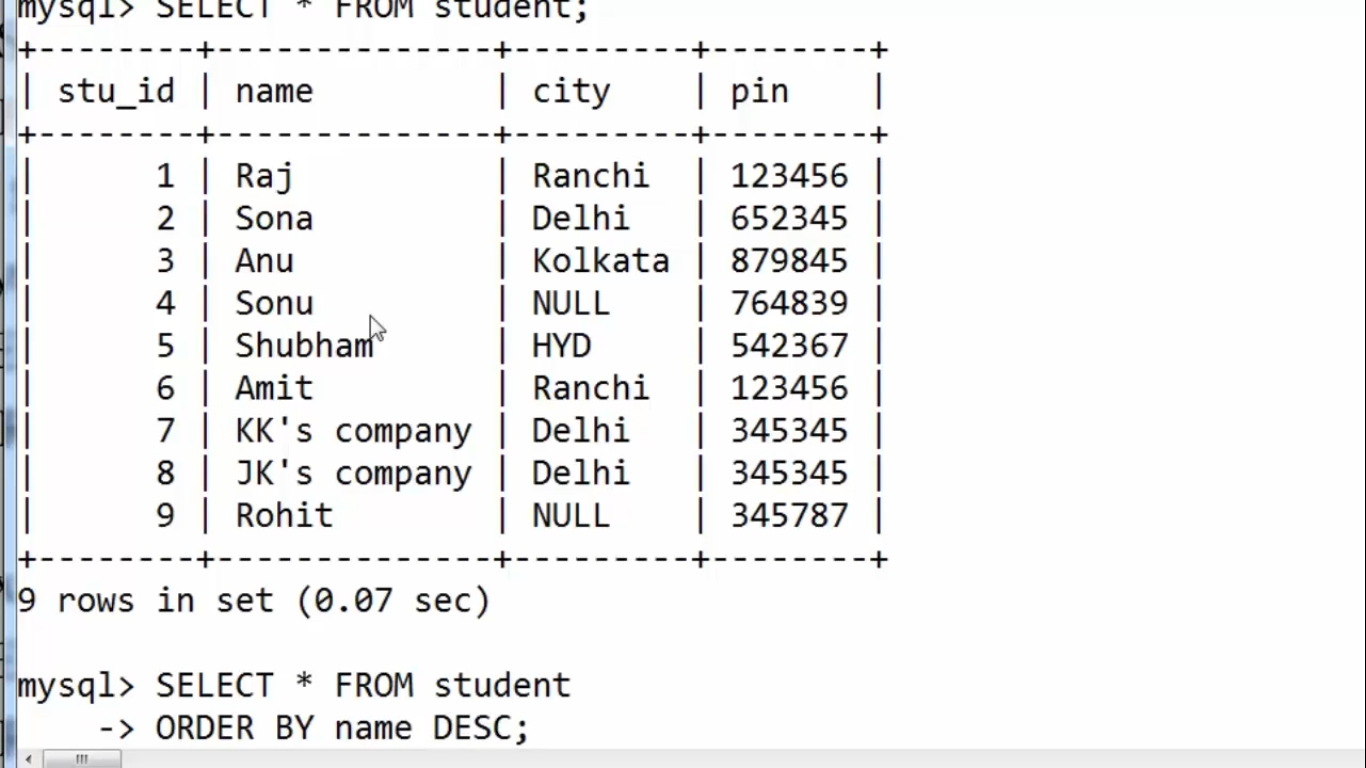 mysql> SELECT * FROM student;
+--------+--------------+---------+--------+
| stu_id | name         | city    | pin    |
+--------+--------------+---------+--------+
|      1 | Raj          | Ranchi  | 123456 |
|      2 | Sona         | Delhi   | 652345 |
|      3 | Anu          | Kolkata | 879845 |
|      4 | Sonu         | NULL    | 764839 |
|      5 | Shubham      | HYD     | 542367 |
|      6 | Amit         | Ranchi  | 123456 |
|      7 | KK's company | Delhi   | 345345 |
|      8 | JK's company | Delhi   | 345345 |
|      9 | Rohit        | NULL    | 345787 |
+--------+--------------+---------+--------+
9 rows in set (0.07 sec)
mysql> SELECT * FROM student
    -> ORDER BY name DESC;